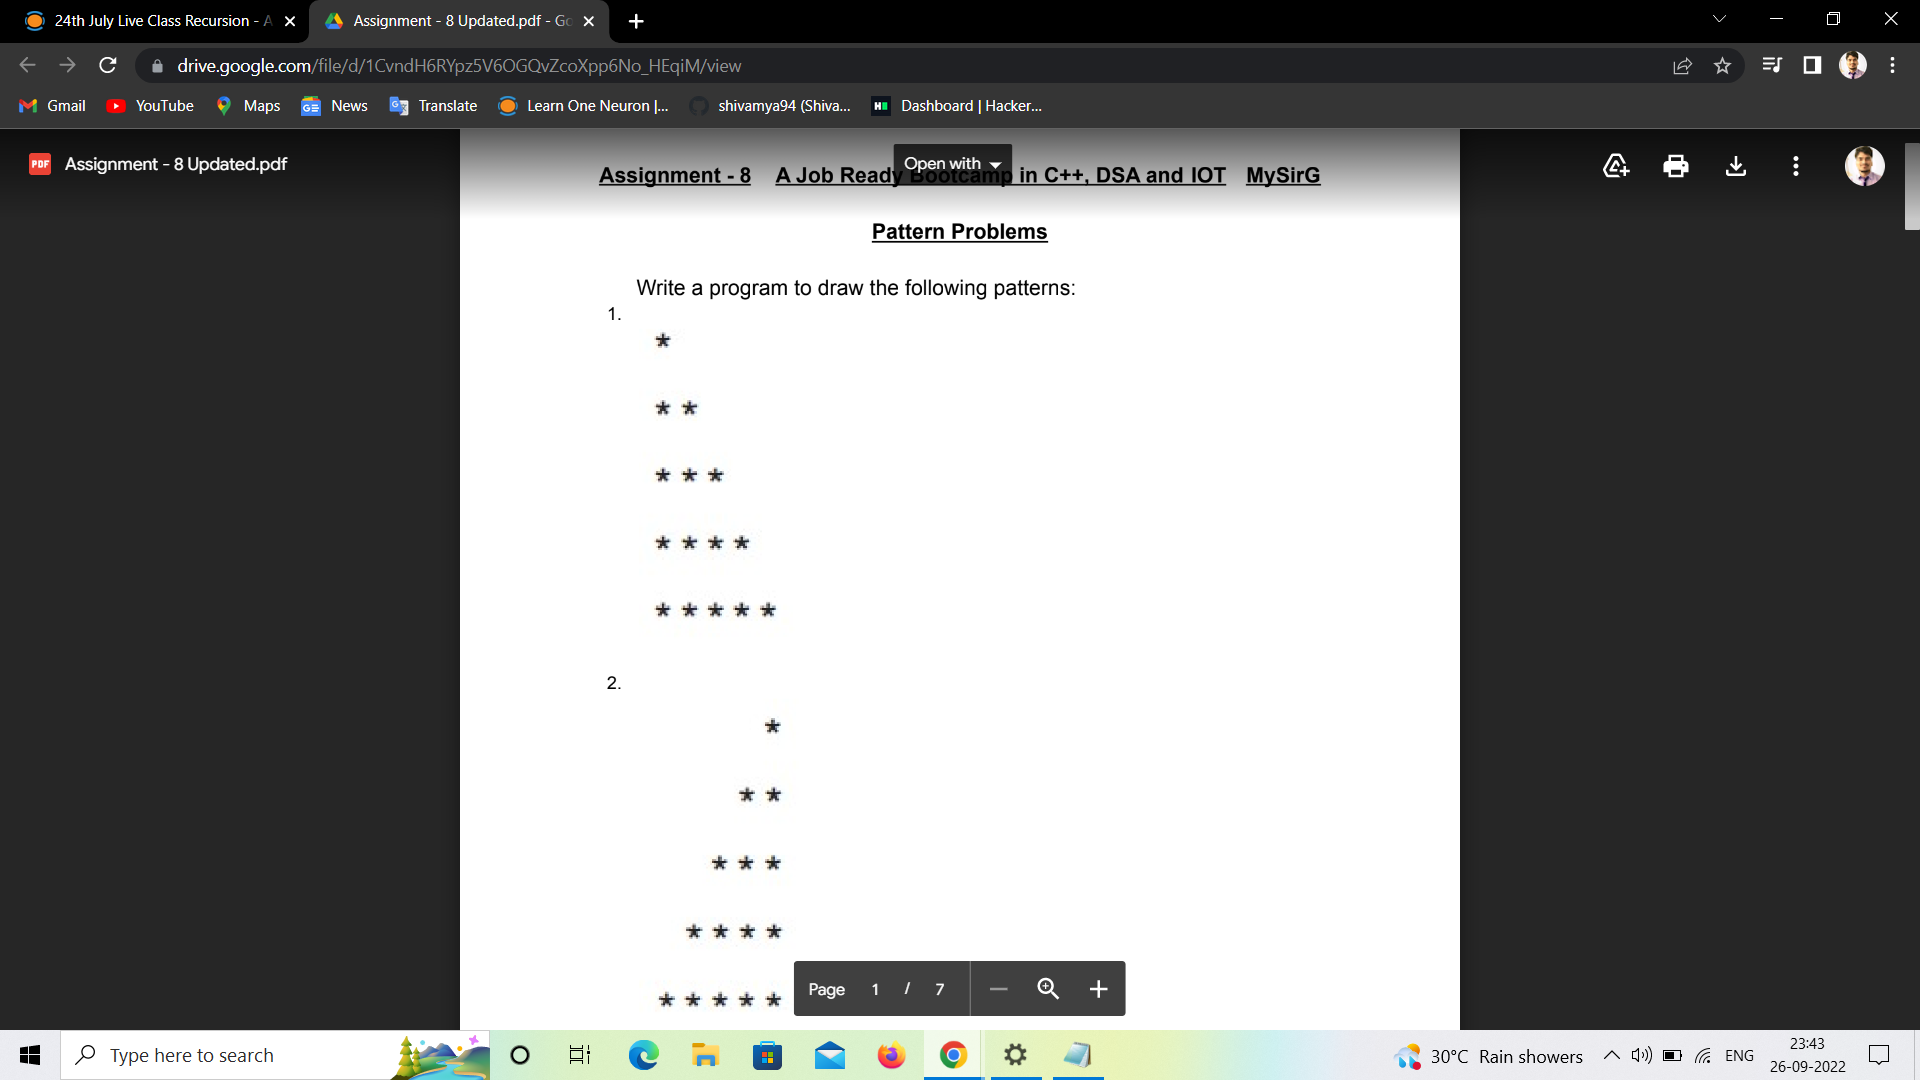 24th July Live Class Recursion - A
Assignment - 8 Updated.pdf - Go
drive.google.com/file/d/1CvndH6RYpz5V6OGQvZcoXpp6No_HEqiM/view
Gmail
YouTube
Maps
News
Translate
Learn One Neuron |...
shivamya94 (Shiva...
Dashboard | Hacker...
PDF
Assignment - 8 Updated.pdf
Open with
Assignment - 8 A Job Ready Bootcamp in C++, DSA and IOT MySirG
Pattern Problems
Write a program to draw the following patterns:
1.
*
* *
* * *
* * * *
* * * * *
2.
*
* *
* * *
* * * *
* * * * *
Page 1 / 7
Type here to search
30°C Rain showers
ENG
23:43
26-09-2022